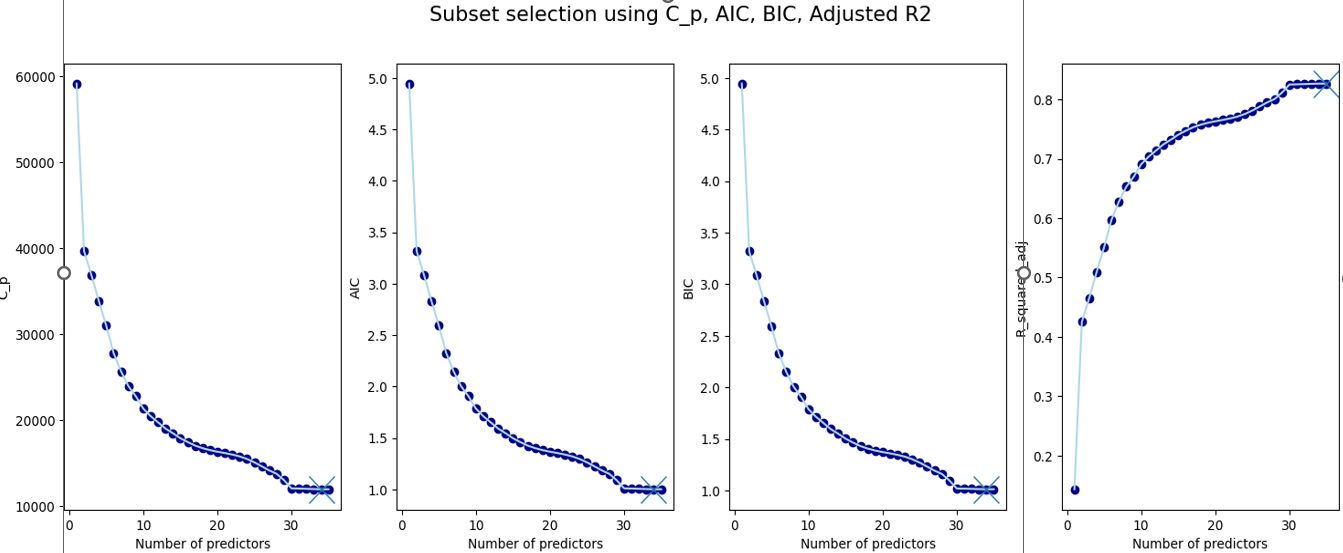 Subset selection using C_p, AIC, BIC, Adjusted R2
C_p
60000
50000
40000
30000
20000
10000
0 10 20 30
Number of predictors
AIC
5.0
4.5
4.0
3.5
3.0
2.5
2.0
1.5
1.0
0 10 20 30
Number of predictors
BIC
5.0
4.5
4.0
3.5
3.0
2.5
2.0
1.5
1.0
0 10 20 30
Number of predictors
0.8
0.7
0.6
0.5
0.4
0.3
0.2
0 10 20 30
Number of predictors